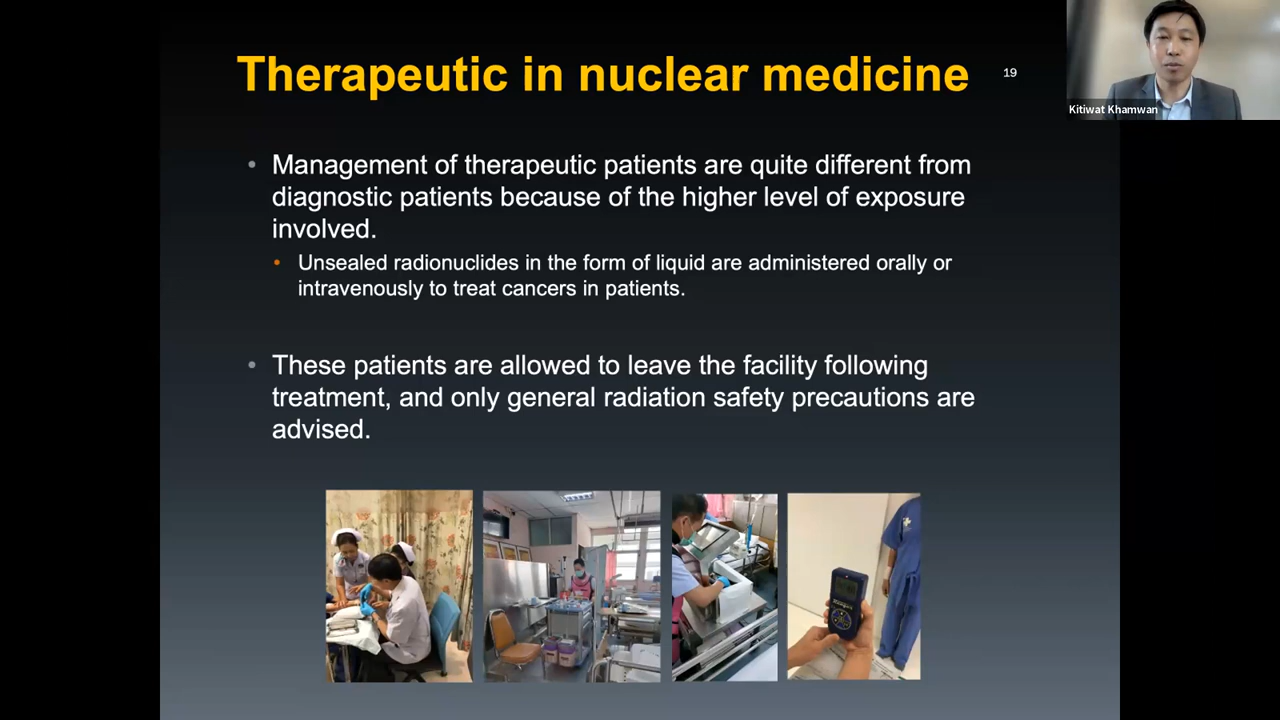 Therapeutic in nuclear medicine
19
Kitiwat Khamwan
• Management of therapeutic patients are quite different from
diagnostic patients because of the higher level of exposure
involved.
• Unsealed radionuclides in the form of liquid are administered orally or
intravenously to treat cancers in patients.
• These patients are allowed to leave the facility following
treatment, and only general radiation safety precautions are
advised.